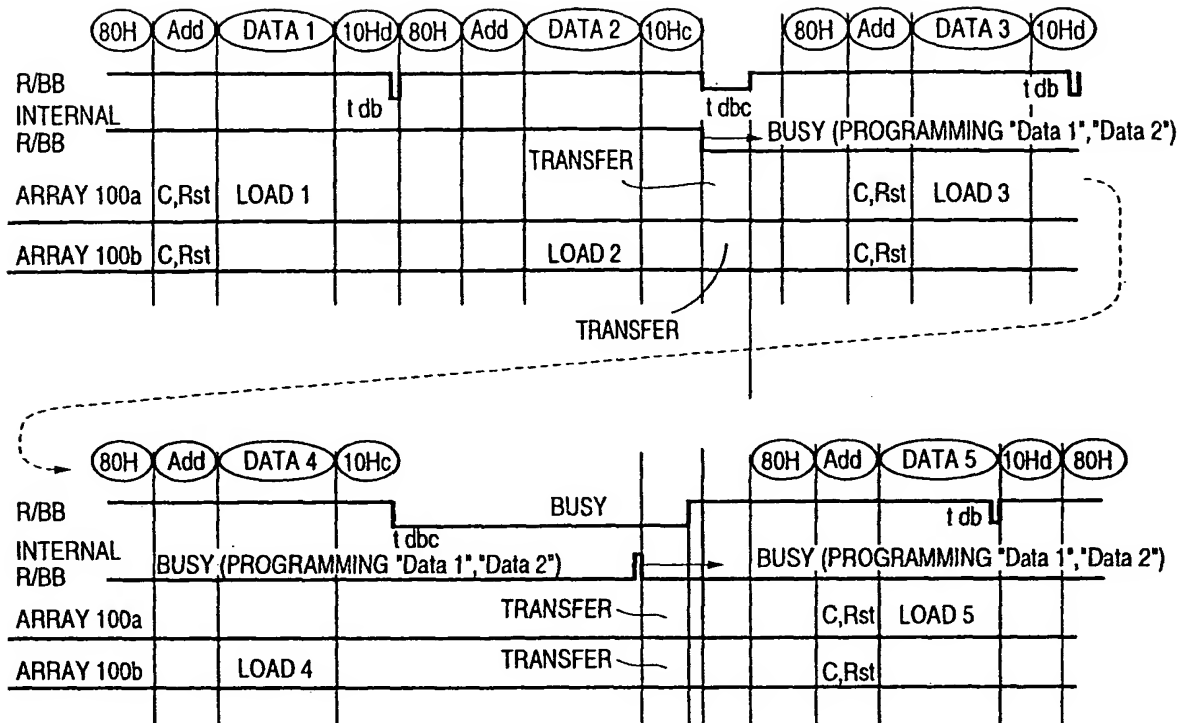 80H Add DATA 1 10Hd 80H Add DATA 2 10Hc 80H Add DATA 3 10Hd
R/BB
t db t dbc t db
INTERNAL
R/BB
BUSY (PROGRAMMING "Data 1","Data 2")
TRANSFER
ARRAY 100a C,Rst LOAD 1 C,Rst LOAD 3
ARRAY 100b C,Rst LOAD 2 C,Rst
TRANSFER
80H Add DATA 4 10Hc 80H Add DATA 5 10Hd 80H
R/BB BUSY
t dbc t db
INTERNAL
R/BB
BUSY (PROGRAMMING "Data 1","Data 2") BUSY (PROGRAMMING "Data 1","Data 2")
ARRAY 100a TRANSFER C,Rst LOAD 5
ARRAY 100b LOAD 4 TRANSFER C,Rst